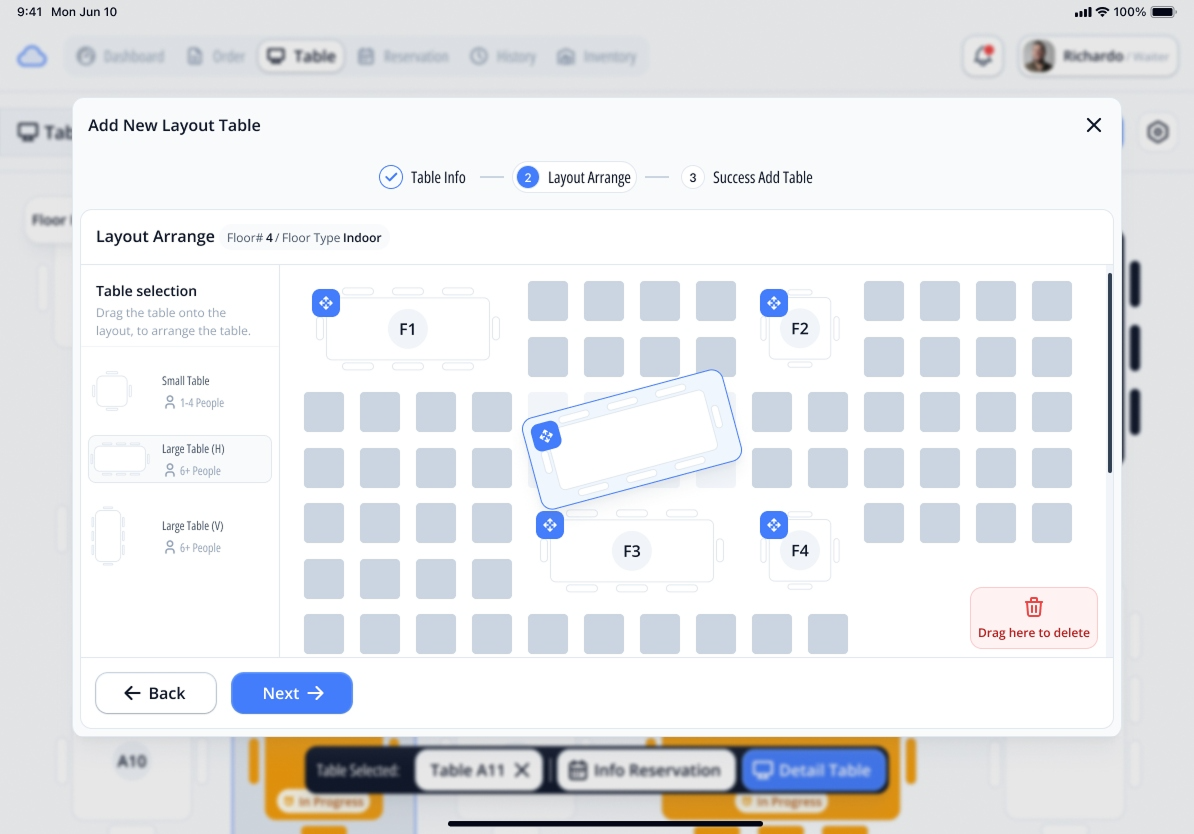 9:41 Mon Jun 10
100%
Dashboard
Order
Table
Reservation
History
Inventory
Richardo / Waiter
Add New Layout Table
Table Info
2 Layout Arrange
3 Success Add Table
Layout Arrange
Floor# 4 / Floor Type Indoor
Table selection
Drag the table onto the
layout, to arrange the table.
Small Table
1-4 People
Large Table (H)
6+ People
Large Table (V)
6+ People
F1
F2
F3
F4
Drag here to delete
Back
Next
A10
Table Selected:
Table A11
Info Reservation
Detail Table
In Progress
In Progress